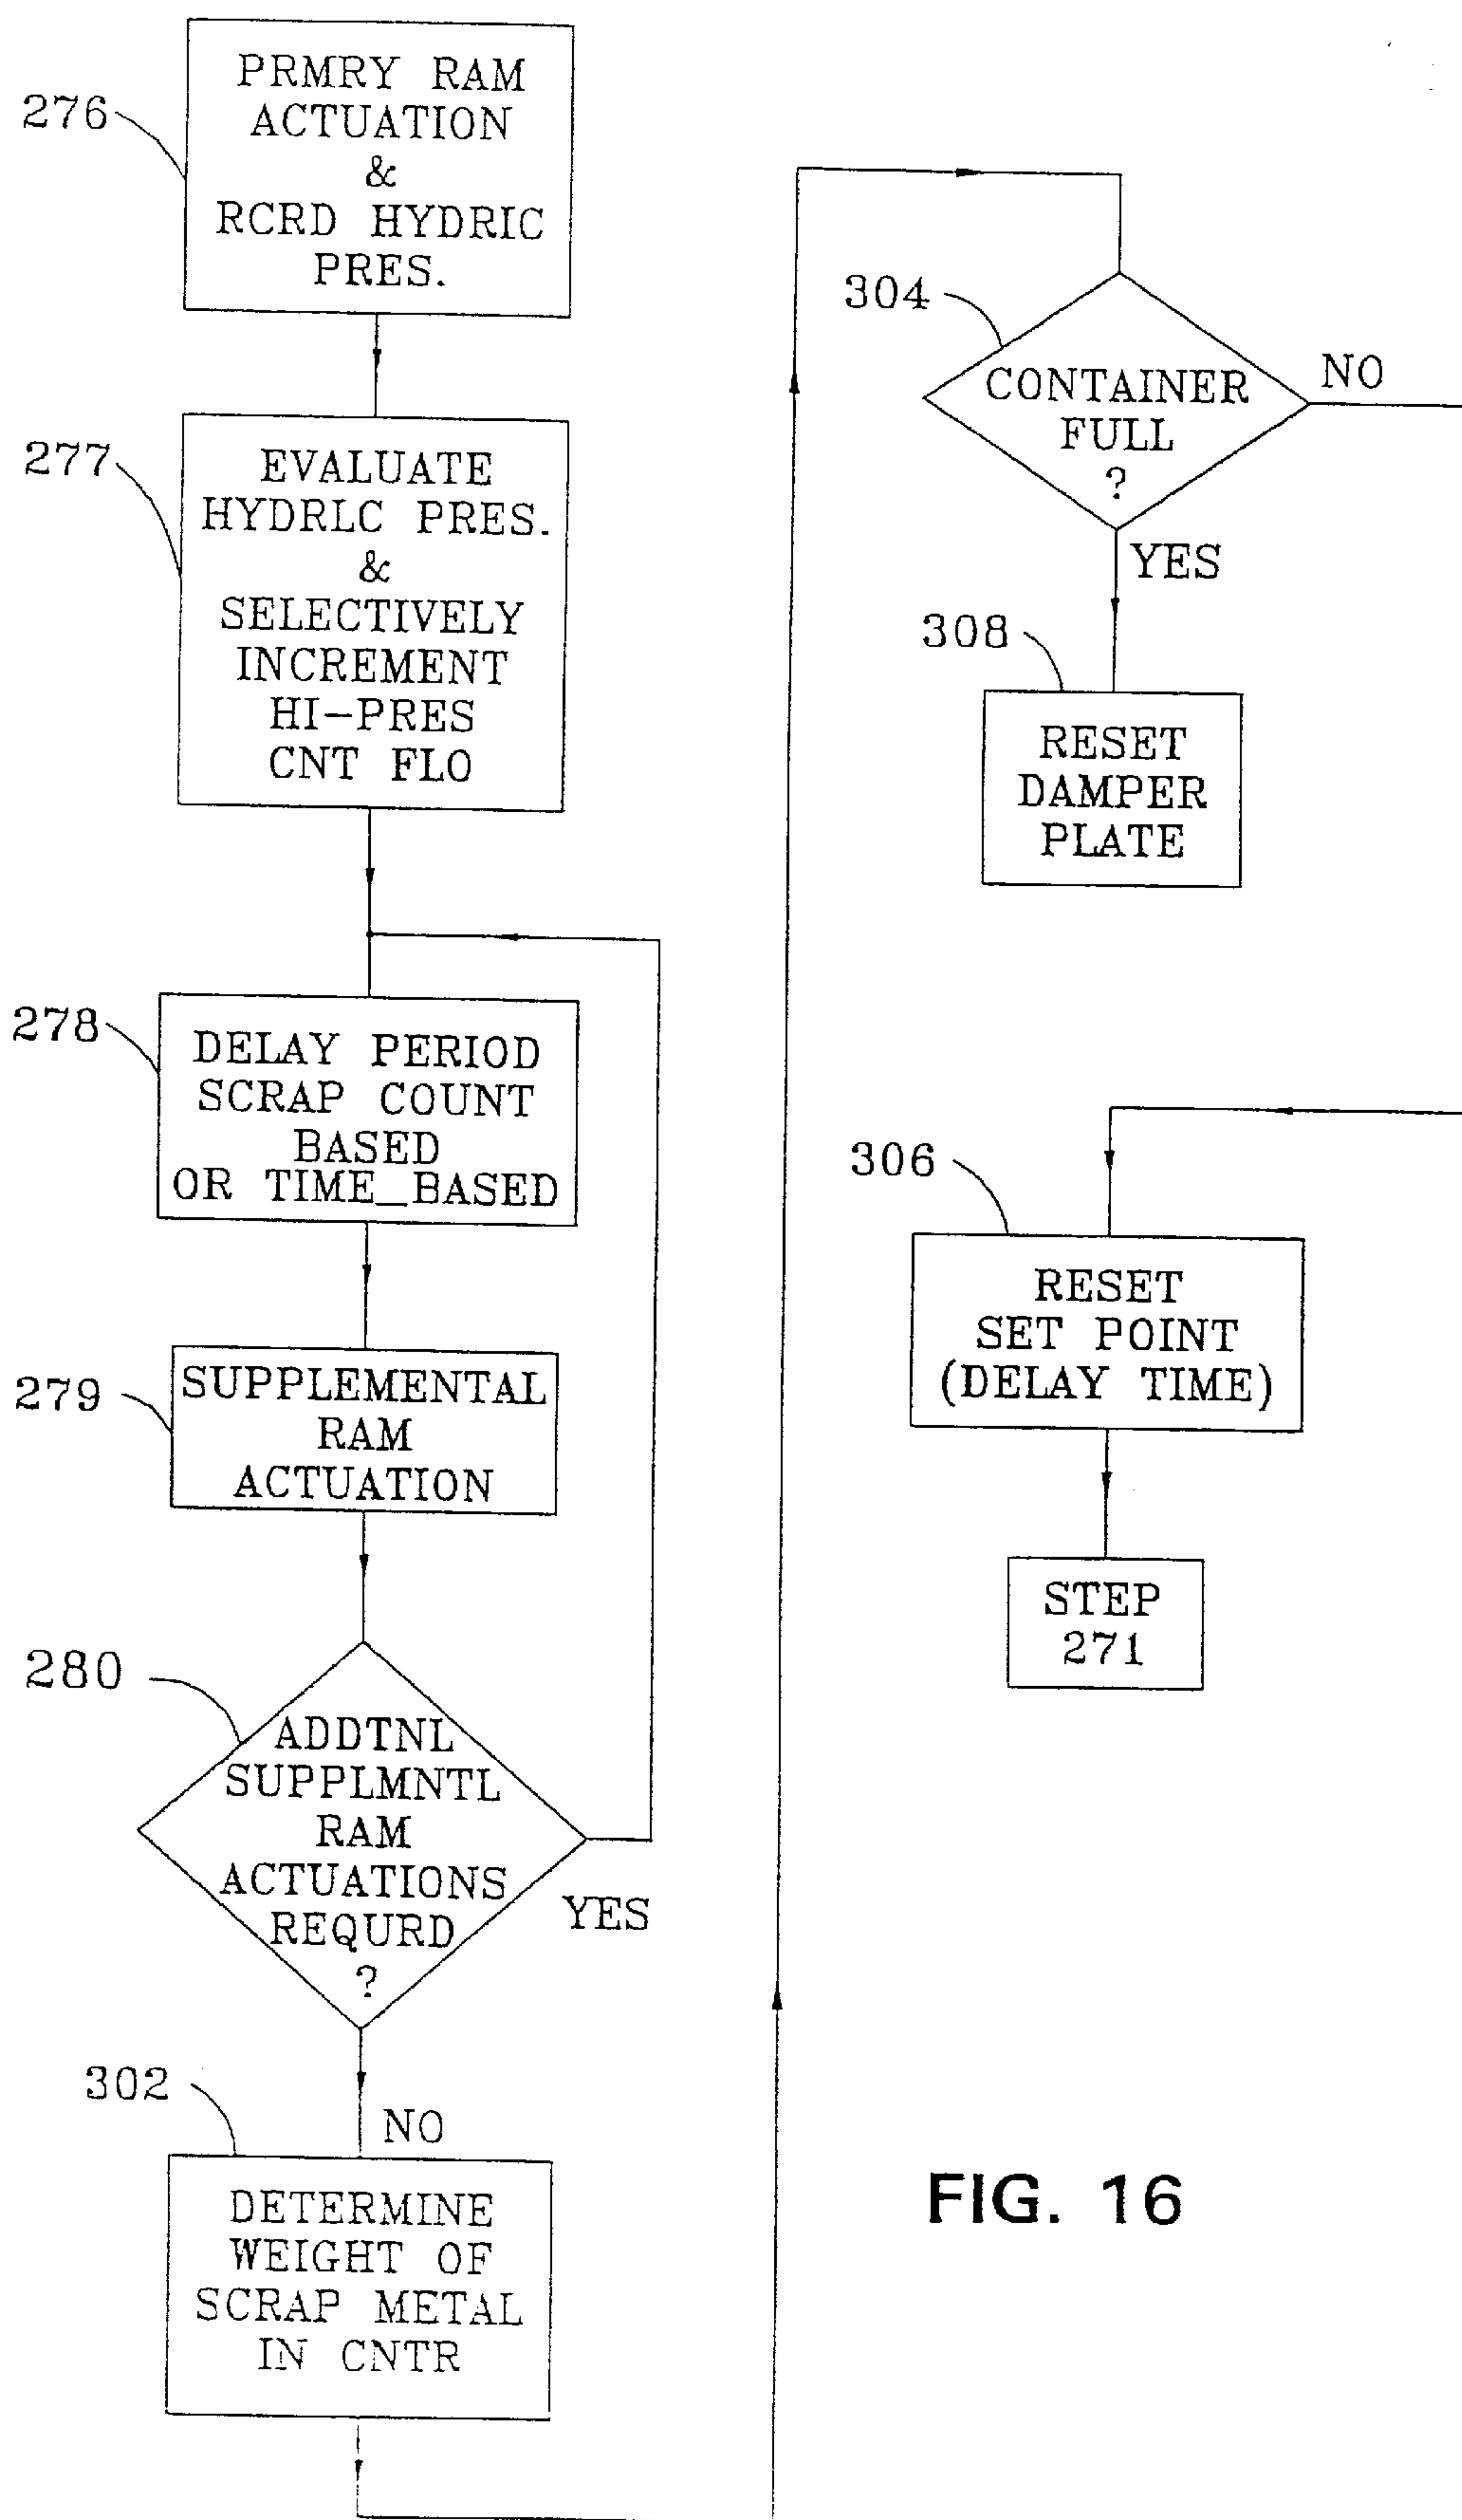 276
PRMRY RAM
ACTUATION
&
RCRD HYDRIC
PRES.
277
EVALUATE
HYDRLC PRES.
&
SELECTIVELY
INCREMENT
HI-PRES
CNT FLO
278
DELAY PERIOD
SCRAP COUNT
BASED
OR TIME_BASED
279
SUPPLEMENTAL
RAM
ACTUATION
280
ADDTNL
SUPPLMNTL
RAM
ACTUATIONS
REQURD
?
YES
NO
302
DETERMINE
WEIGHT OF
SCRAP METAL
IN CNTR
304
CONTAINER
FULL
?
NO
YES
308
RESET
DAMPER
PLATE
306
RESET
SET POINT
(DELAY TIME)
STEP
271
FIG. 16